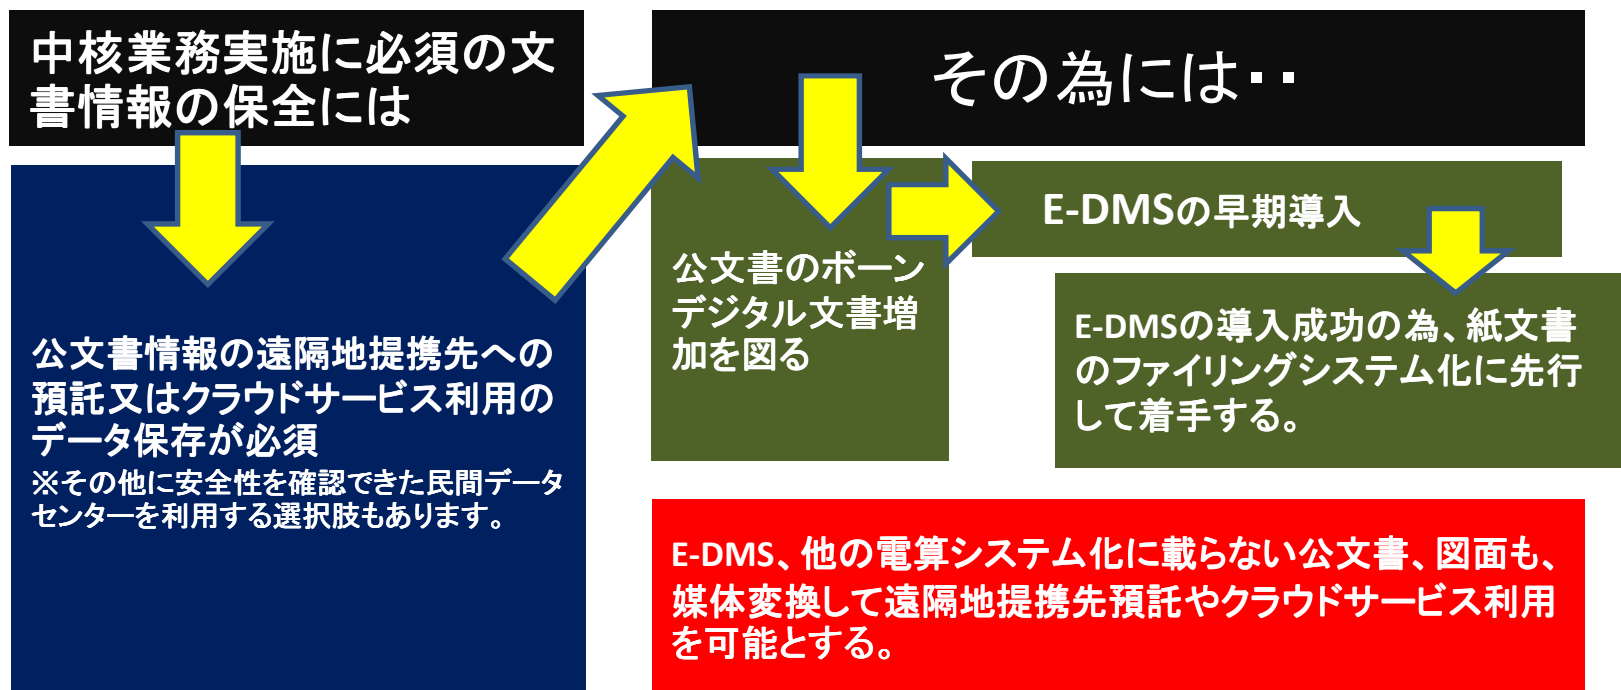 中核業務実施に必須の文
書情報の保全には
公文書情報の遠隔地提携先への
預託又はクラウドサービス利用の
データ保存が必須
※その他に安全性を確認できた民間データ
センターを利用する選択肢もあります。
その為には・・
公文書のボーン
デジタル文書増
加を図る
E-DMSの早期導入
E-DMSの導入成功の為、紙文書
のファイリングシステム化に先行
して着手する。
E-DMS、他の電算システム化に載らない公文書、図面も、
媒体変換して遠隔地提携先預託やクラウドサービス利用
を可能とする。